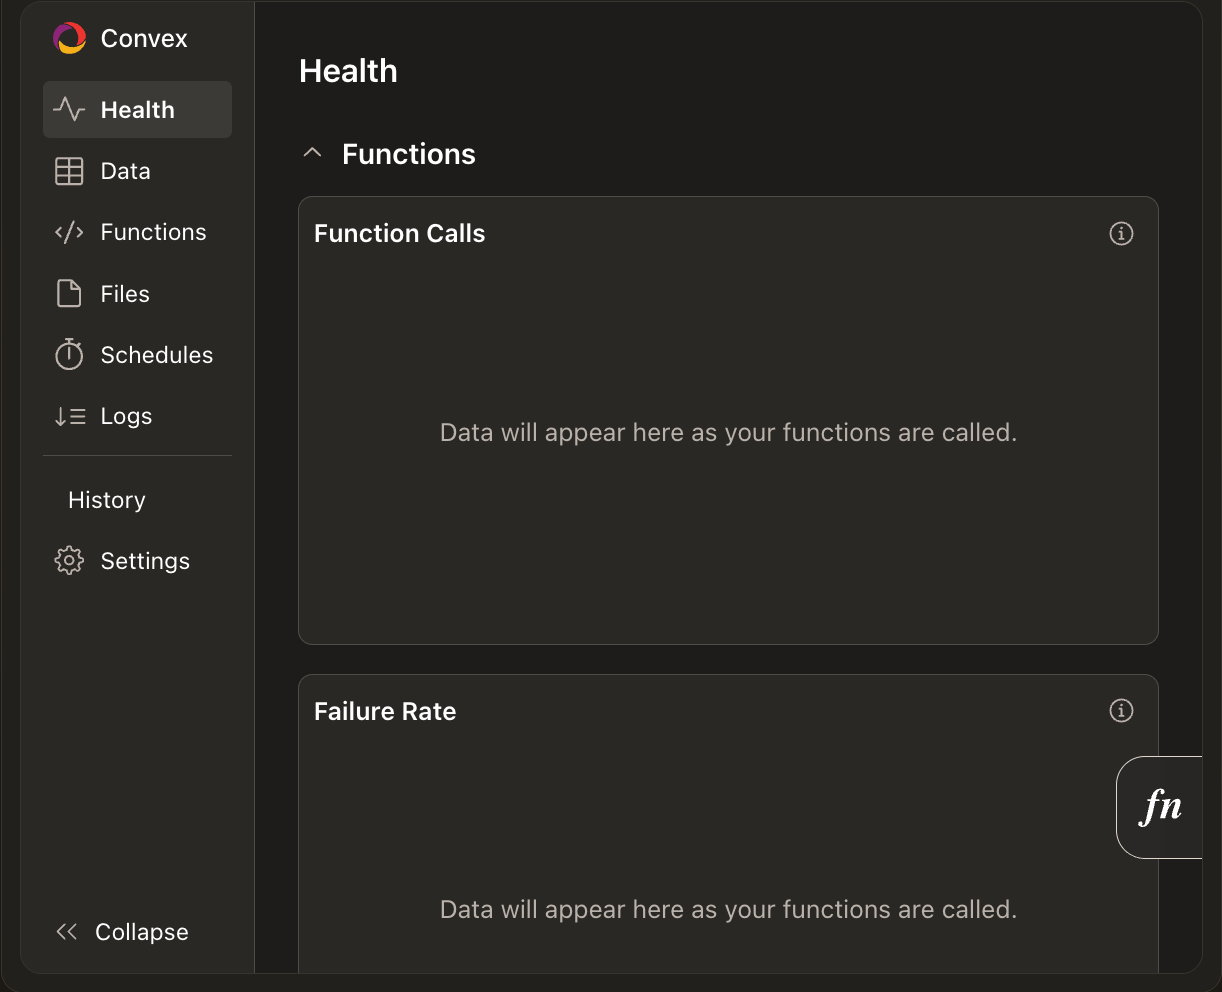 Convex
Health
Data
Functions
Files
Schedules
Logs
History
Settings
Collapse
Health
Functions
Function Calls
Data will appear here as your functions are called.
Failure Rate
Data will appear here as your functions are called.
fn